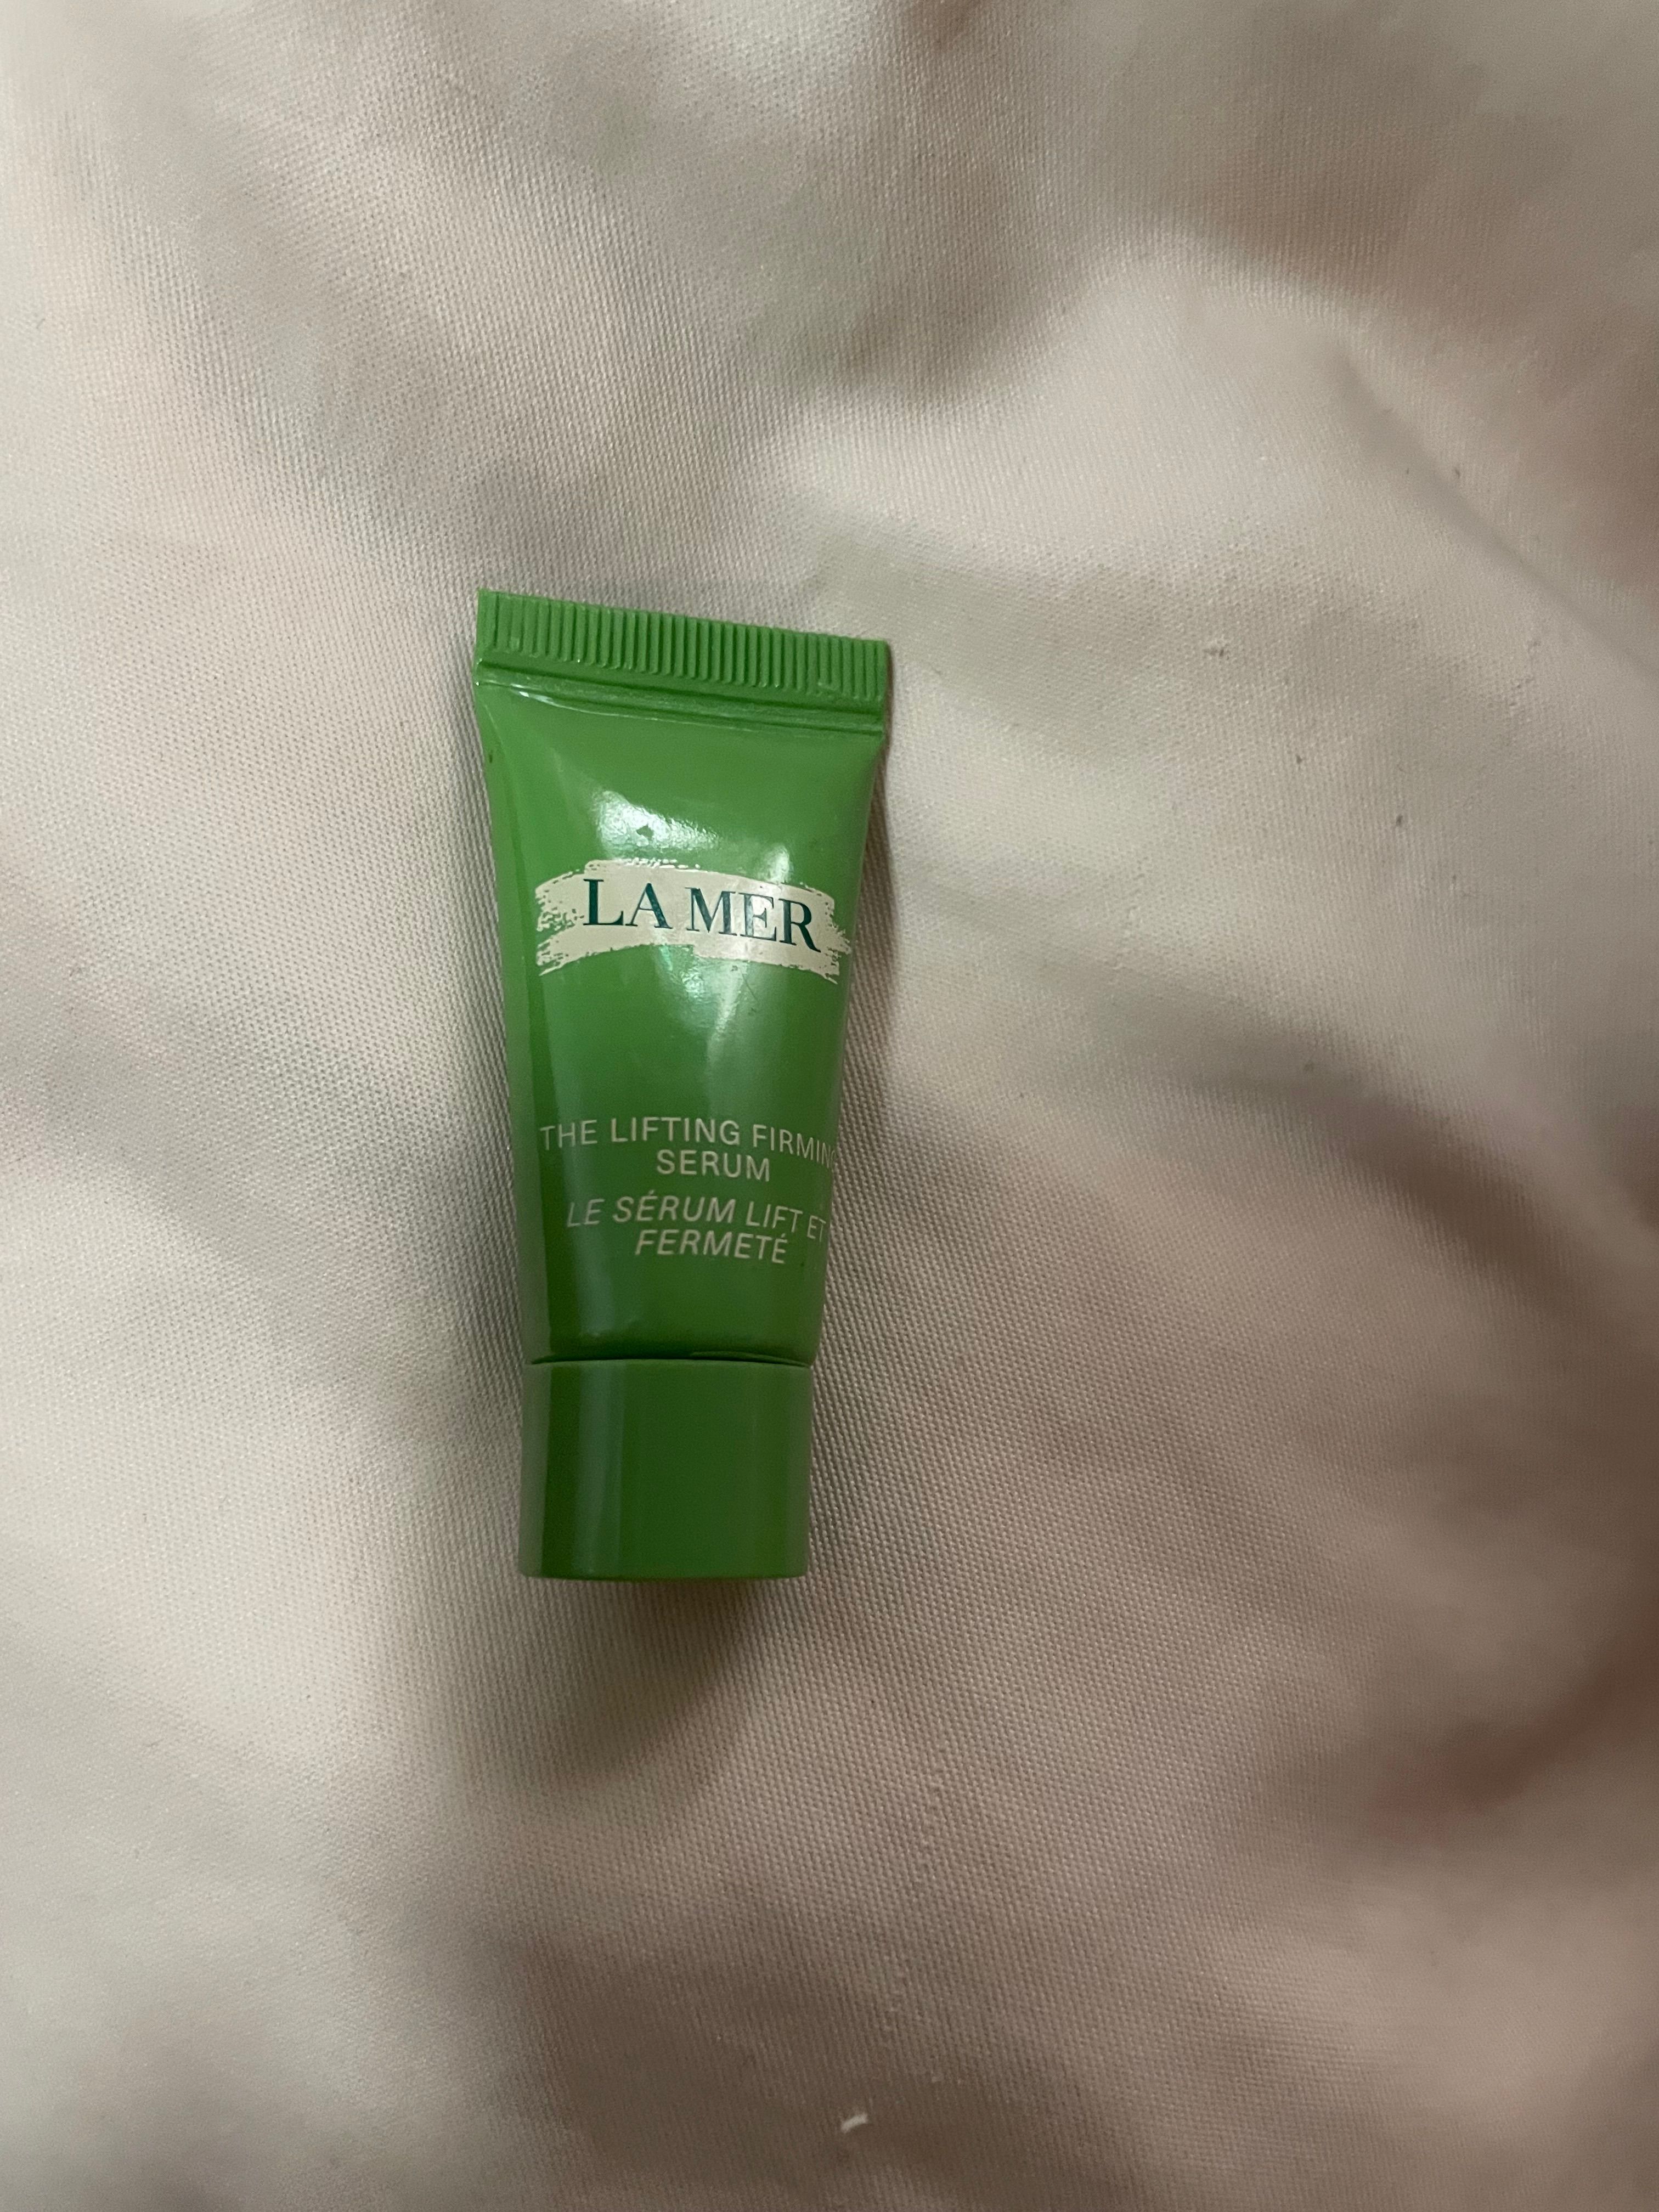 LA MER
THE LIFTING FIRMING
SERUM
LE SÉRUM LIFT ET
FERMETÉ